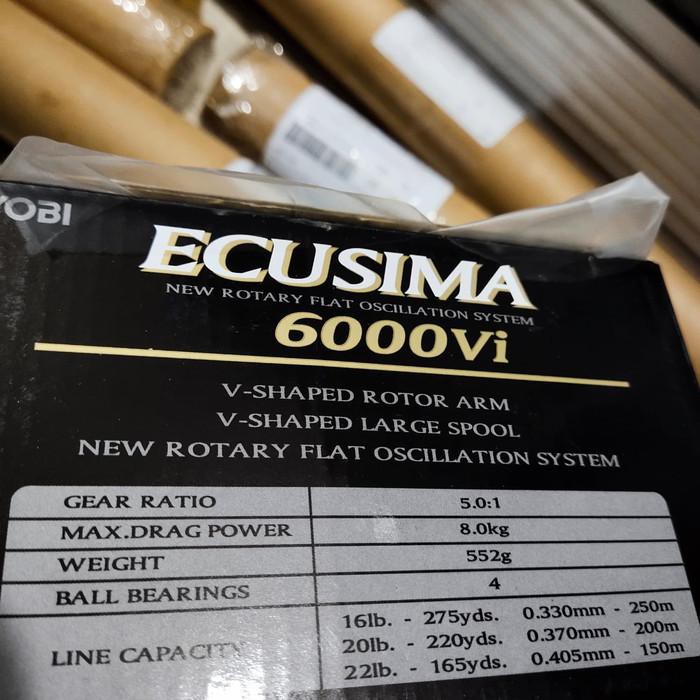 YOBI
ECUSIMA
NEW ROTARY FLAT OSCILLATION SYSTEM
6000Vi
V-SHAPED ROTOR ARM
V-SHAPED LARGE SPOOL
NEW ROTARY FLAT OSCILLATION SYSTEM
GEAR RATIO 5.0:1
MAX.DRAG POWER 8.0kg
WEIGHT 552g
BALL BEARINGS 4
LINE CAPACITY 16lb. - 275yds. 0.330mm - 250m
20lb. - 220yds. 0.370mm - 200m
22lb. - 165yds. 0.405mm - 150m